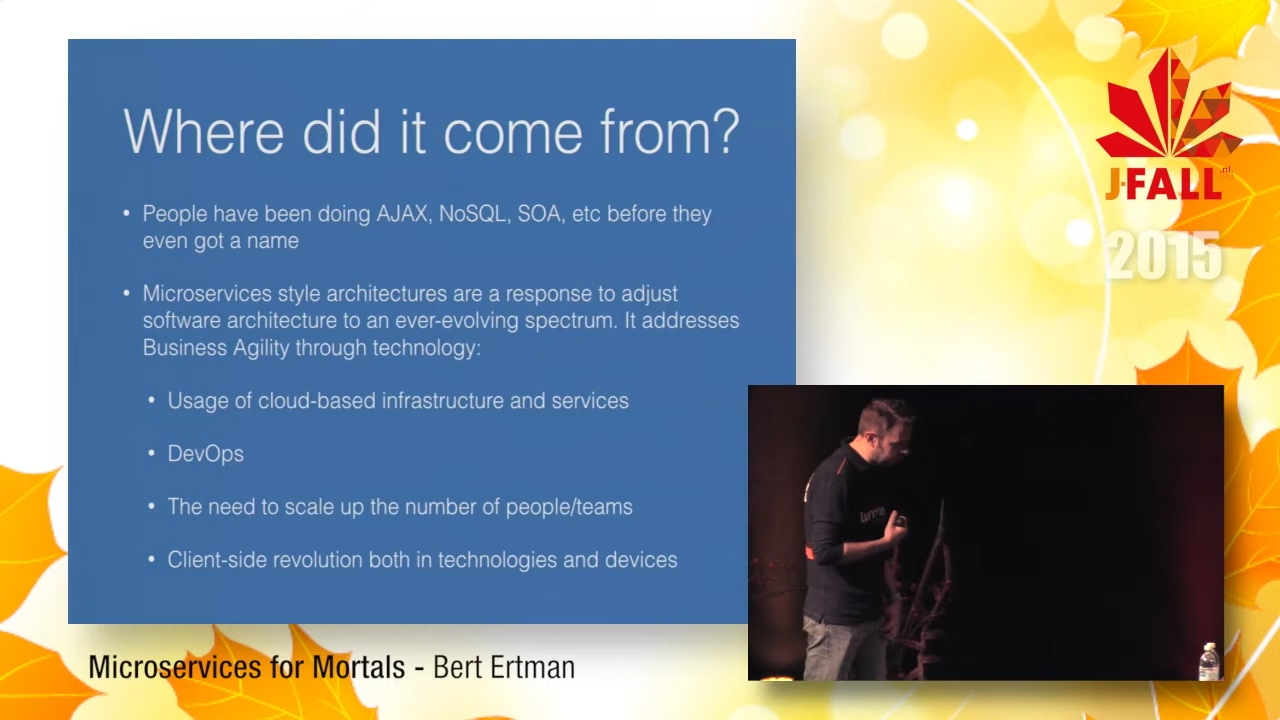 Where did it come from?
• People have been doing AJAX, NoSQL, SOA, etc before they
even got a name
• Microservices style architectures are a response to adjust
software architecture to an ever-evolving spectrum. It addresses
Business Agility through technology:
• Usage of cloud-based infrastructure and services
• DevOps
• The need to scale up the number of people/teams
• Client-side revolution both in technologies and devices
J-FALL.nl
2015
Microservices for Mortals - Bert Ertman